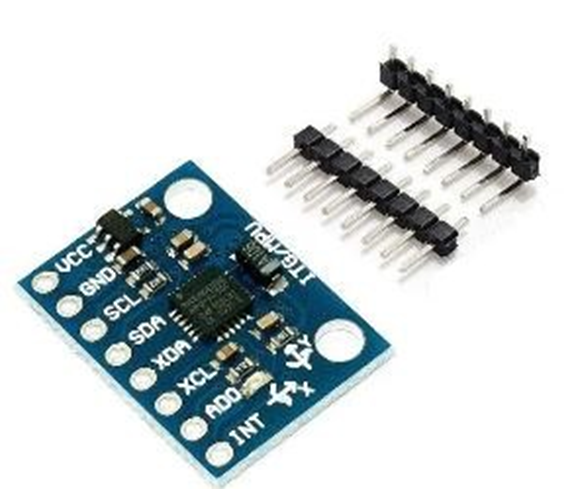 VCC
GND
SCL
SDA
XDA
XCL
ADO
INT
ITG/MPU
Y
X